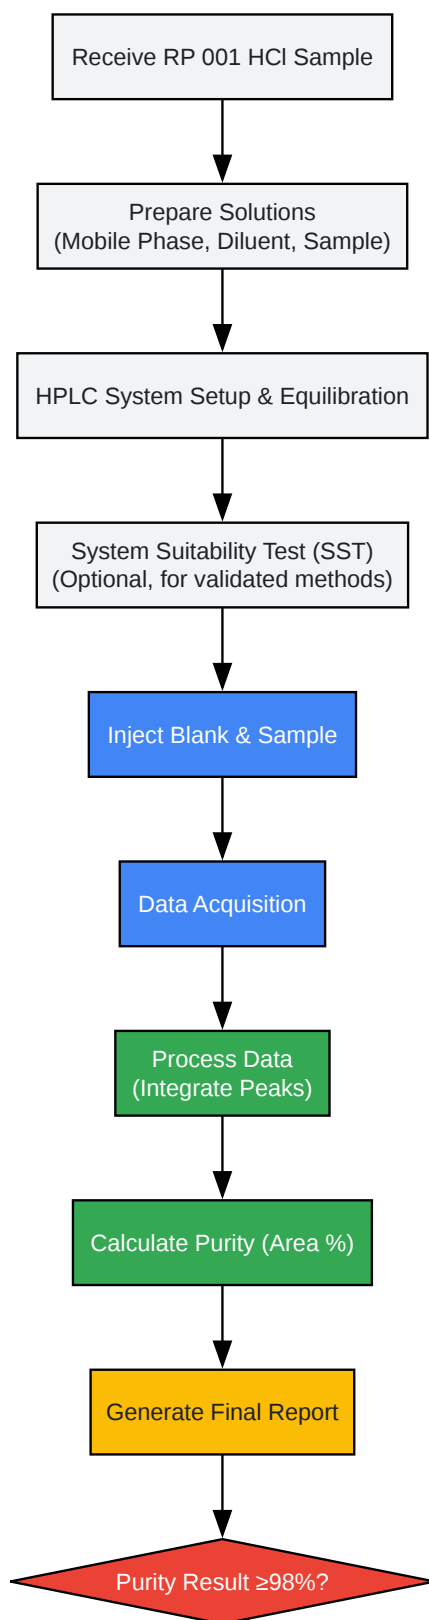 Receive RP 001 HCl Sample
Prepare Solutions
(Mobile Phase, Diluent, Sample)
HPLC System Setup & Equilibration
System Suitability Test (SST)
(Optional, for validated methods)
Inject Blank & Sample
Data Acquisition
Process Data
(Integrate Peaks)
Calculate Purity (Area %)
Generate Final Report
Purity Result ≥98%?